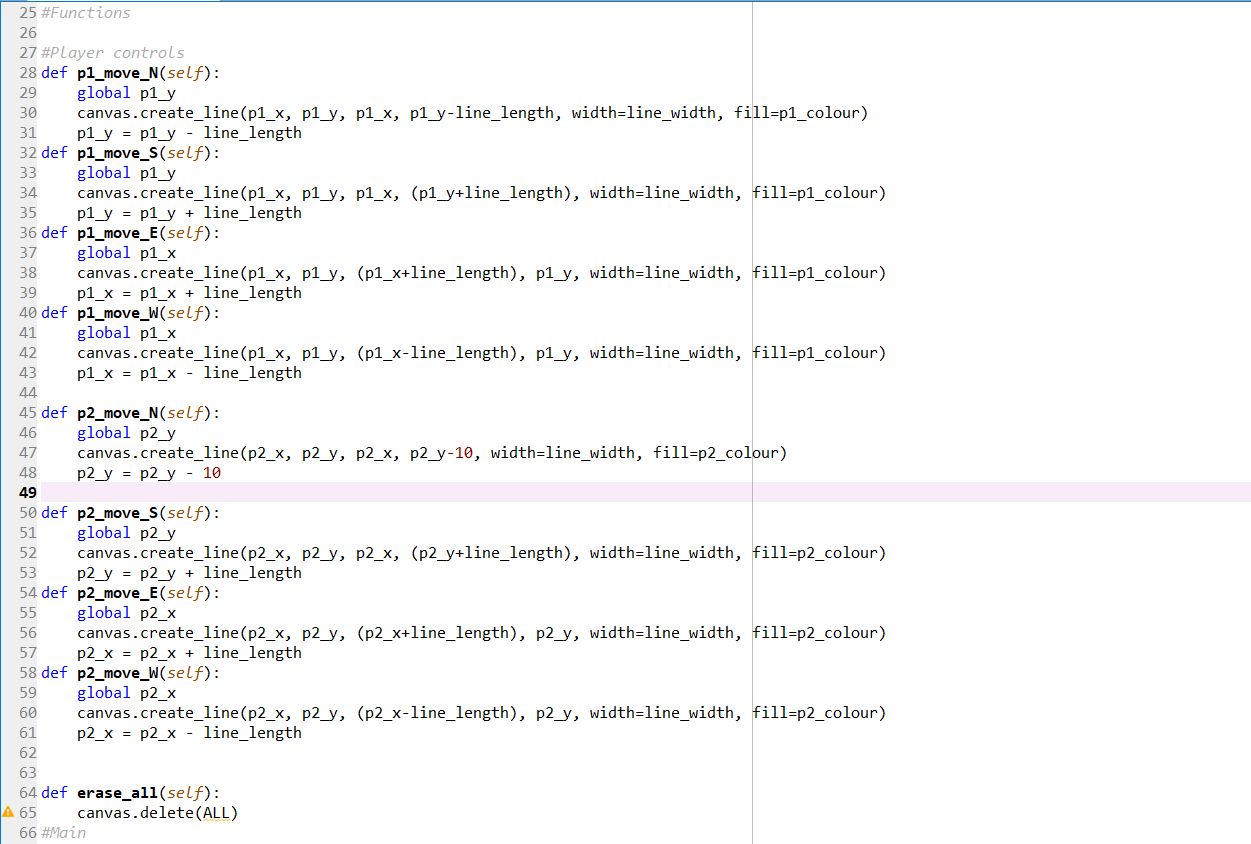 25 #Functions
26
27 #Player controls
28 def p1_move_N(self):
29     global p1_y
30     canvas.create_line(p1_x, p1_y, p1_x, p1_y-line_length, width=line_width, fill=p1_colour)
31     p1_y = p1_y - line_length
32 def p1_move_S(self):
33     global p1_y
34     canvas.create_line(p1_x, p1_y, p1_x, (p1_y+line_length), width=line_width, fill=p1_colour)
35     p1_y = p1_y + line_length
36 def p1_move_E(self):
37     global p1_x
38     canvas.create_line(p1_x, p1_y, (p1_x+line_length), p1_y, width=line_width, fill=p1_colour)
39     p1_x = p1_x + line_length
40 def p1_move_W(self):
41     global p1_x
42     canvas.create_line(p1_x, p1_y, (p1_x-line_length), p1_y, width=line_width, fill=p1_colour)
43     p1_x = p1_x - line_length
44
45 def p2_move_N(self):
46     global p2_y
47     canvas.create_line(p2_x, p2_y, p2_x, p2_y-10, width=line_width, fill=p2_colour)
48     p2_y = p2_y - 10
49
50 def p2_move_S(self):
51     global p2_y
52     canvas.create_line(p2_x, p2_y, p2_x, (p2_y+line_length), width=line_width, fill=p2_colour)
53     p2_y = p2_y + line_length
54 def p2_move_E(self):
55     global p2_x
56     canvas.create_line(p2_x, p2_y, (p2_x+line_length), p2_y, width=line_width, fill=p2_colour)
57     p2_x = p2_x + line_length
58 def p2_move_W(self):
59     global p2_x
60     canvas.create_line(p2_x, p2_y, (p2_x-line_length), p2_y, width=line_width, fill=p2_colour)
61     p2_x = p2_x - line_length
62
63
64 def erase_all(self):
65     canvas.delete(ALL)
66 #Main